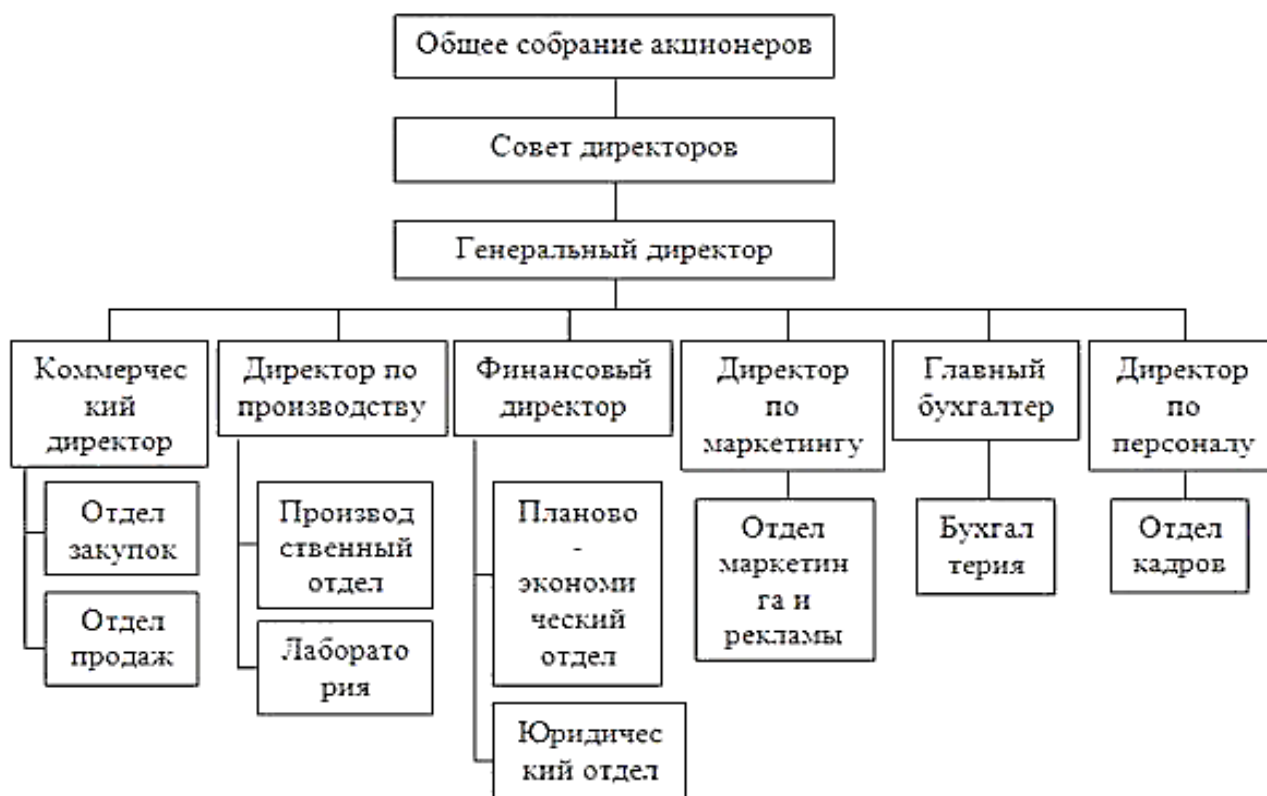 Общее собрание акционеров
Совет директоров
Генеральный директор
Коммерчес
кий
директор
Директор по
производству
Финансовый
директор
Директор
по
маркетингу
Главный
бухгалтер
Директор
по
персоналу
Отдел
закупок
Отдел
продаж
Производ
ственный
отдел
Лаборато
рия
Планово
-
экономи
ческий
отдел
Юридичес
кий отдел
Отдел
маркетин
га и
рекламы
Бухгал
терия
Отдел
кадров